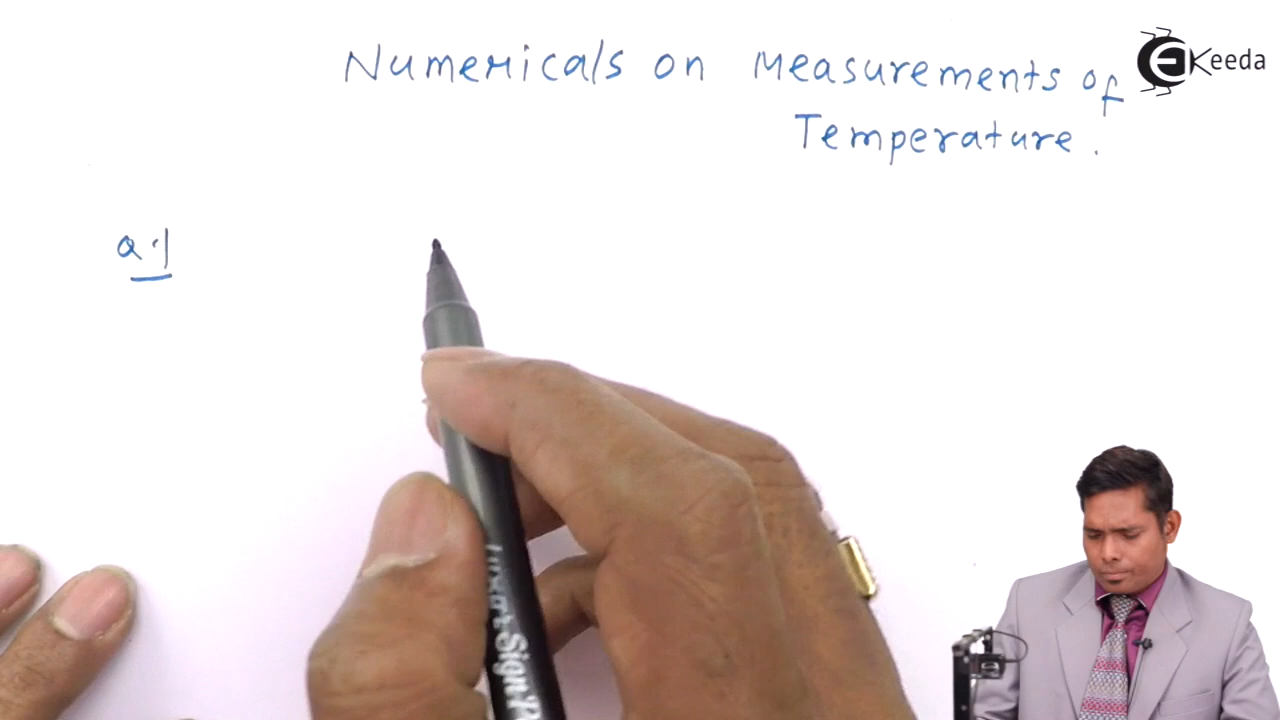 Numericals on Measurements of
Temperature.
EKeeda
Q.1